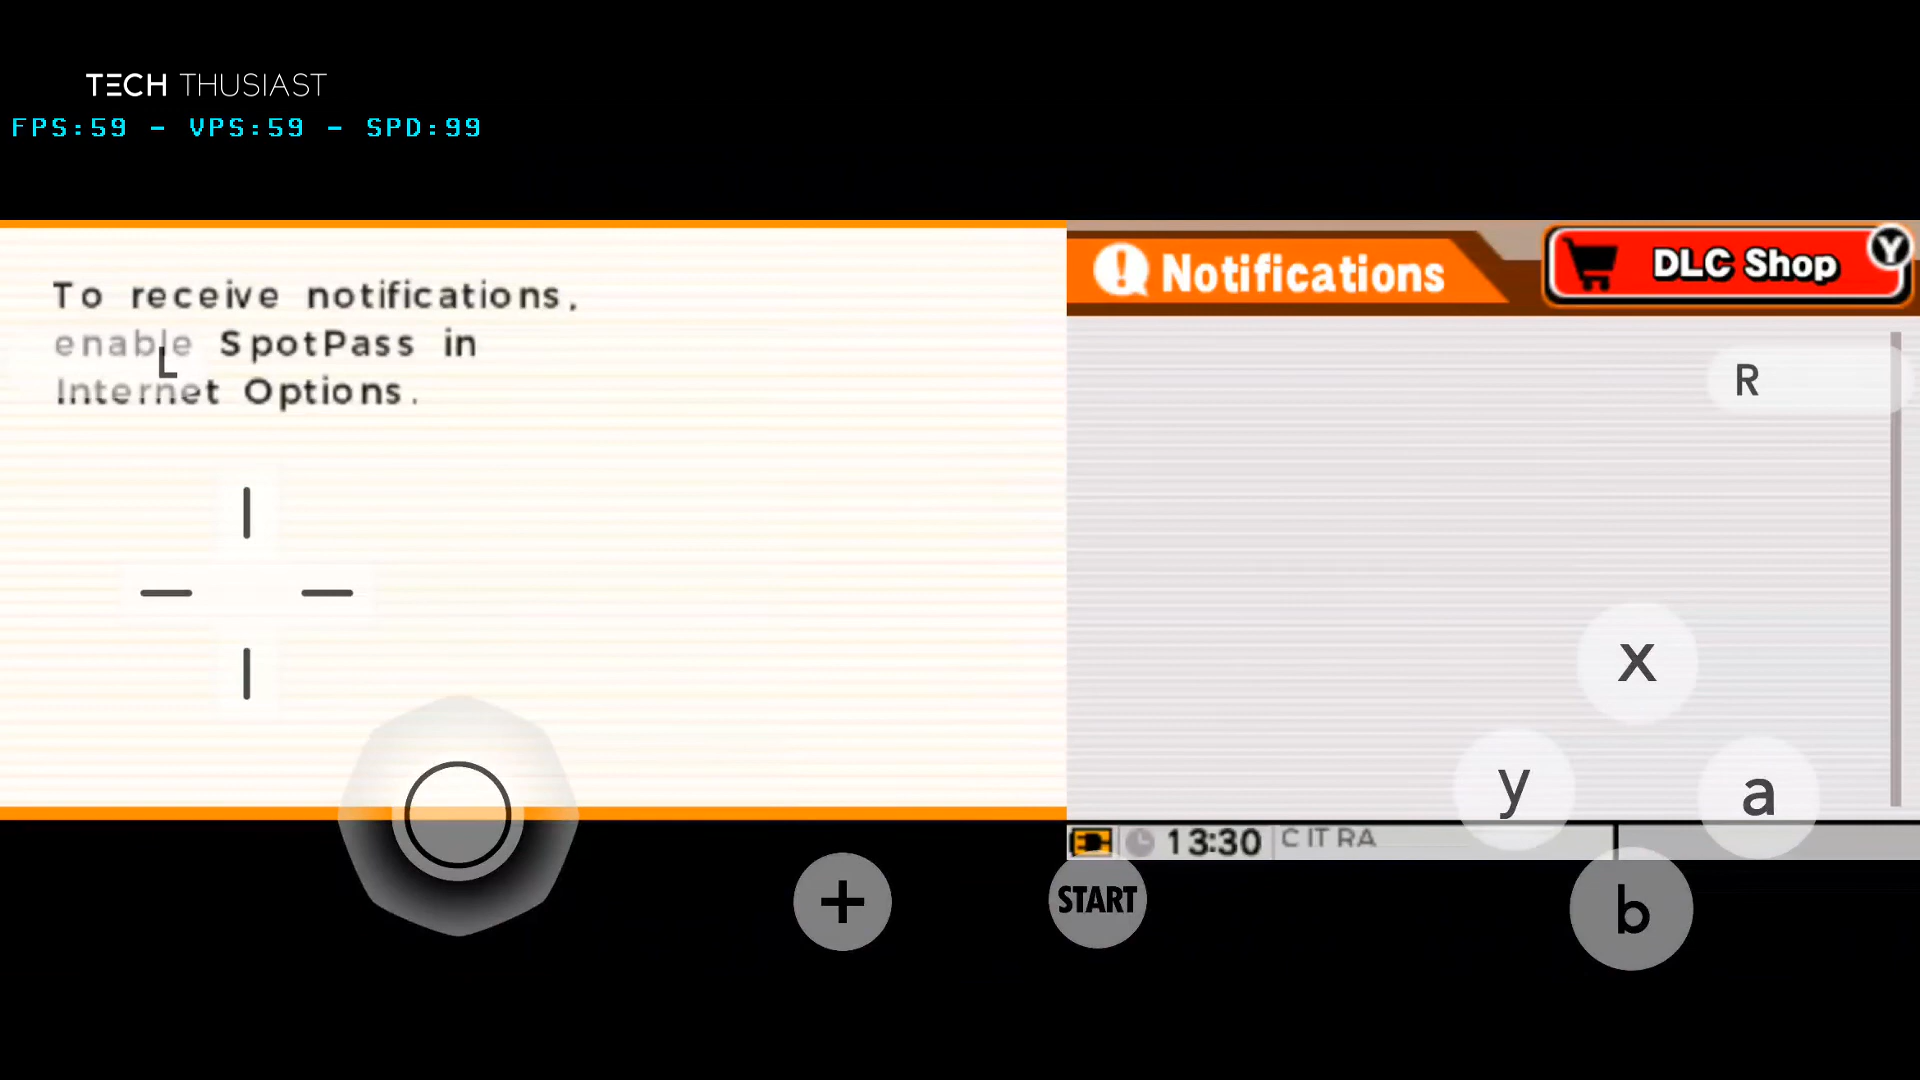 TECH THUSIAST
FPS:59 - VPS:59 - SPD:99
To receive notifications,
enable SpotPass in
Internet Options.
L
Notifications
DLC Shop
Y
R
x
y
a
13:30
CITRA
START
b